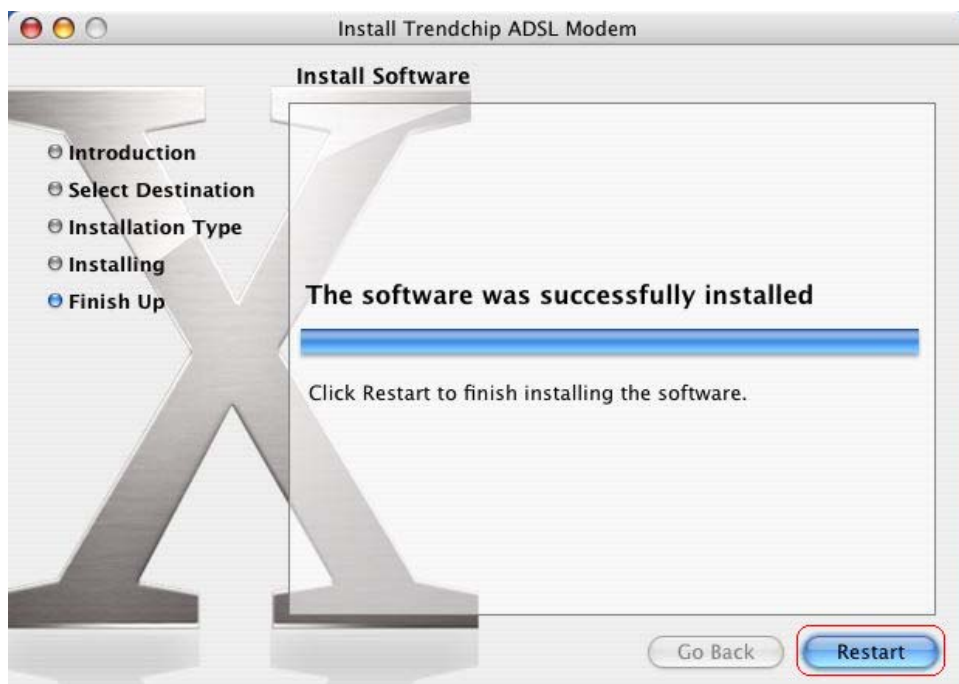 Install Trendchip ADSL Modem
Install Software
Introduction
Select Destination
Installation Type
Installing
Finish Up
The software was successfully installed
Click Restart to finish installing the software.
Go Back
Restart